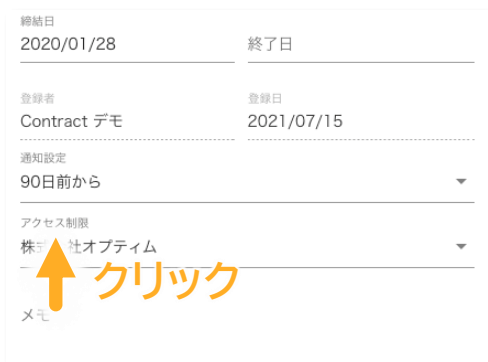 締結日
2020/01/28 終了日
登録者 登録日
Contract デモ 2021/07/15
通知設定
90日前から
アクセス制限
株式会社オプティム
クリック
メモ